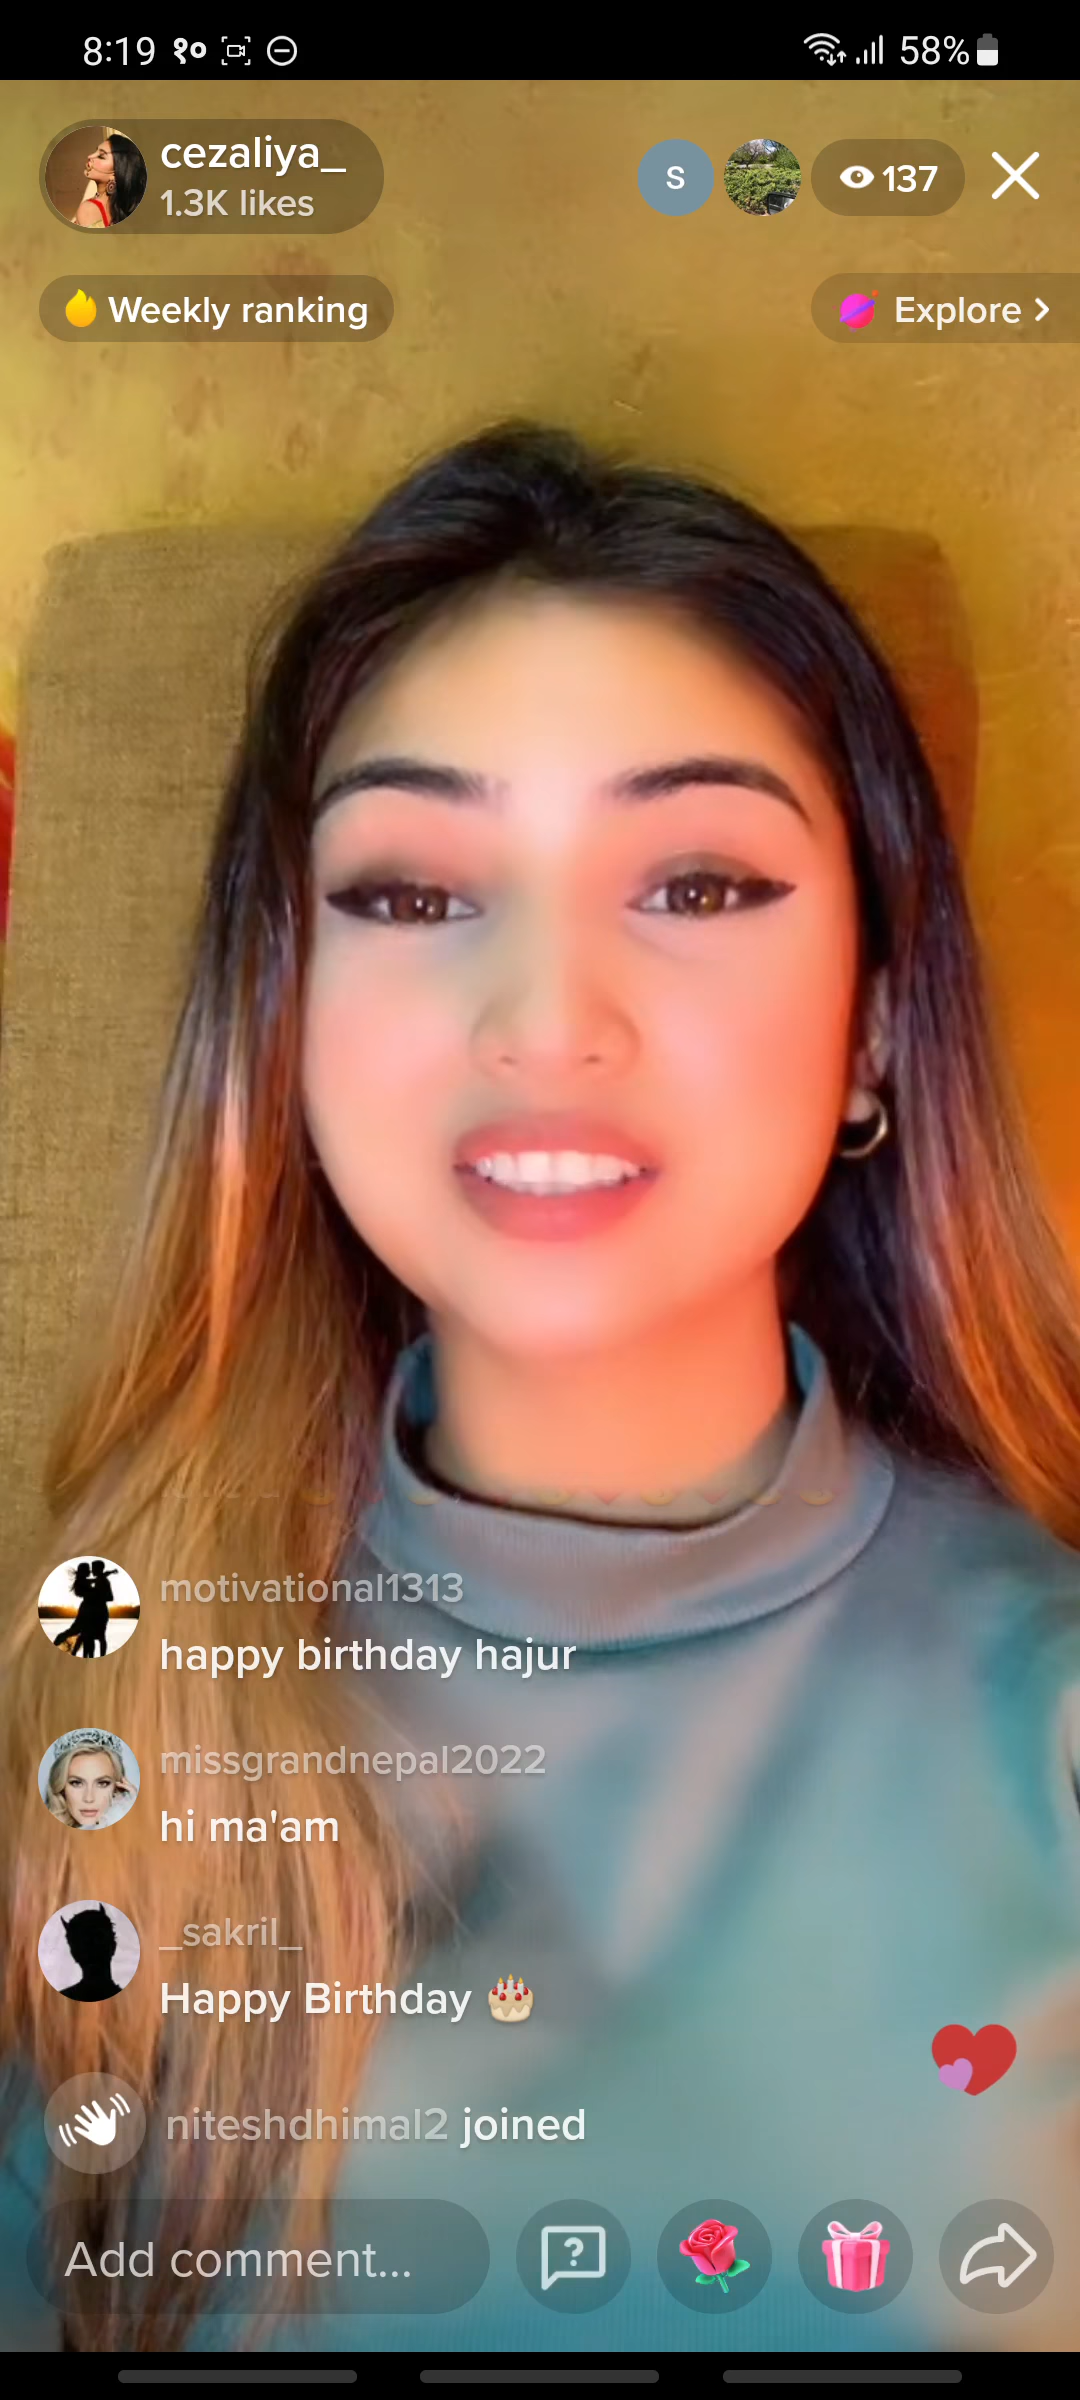 8:19 १० 58%
cezaliya_
1.3K likes
S
137
Weekly ranking
Explore
motivational1313
happy birthday hajur
missgrandnepal2022
hi ma'am
_sakril_
Happy Birthday 🎂
niteshdhimal2 joined
Add comment...
?